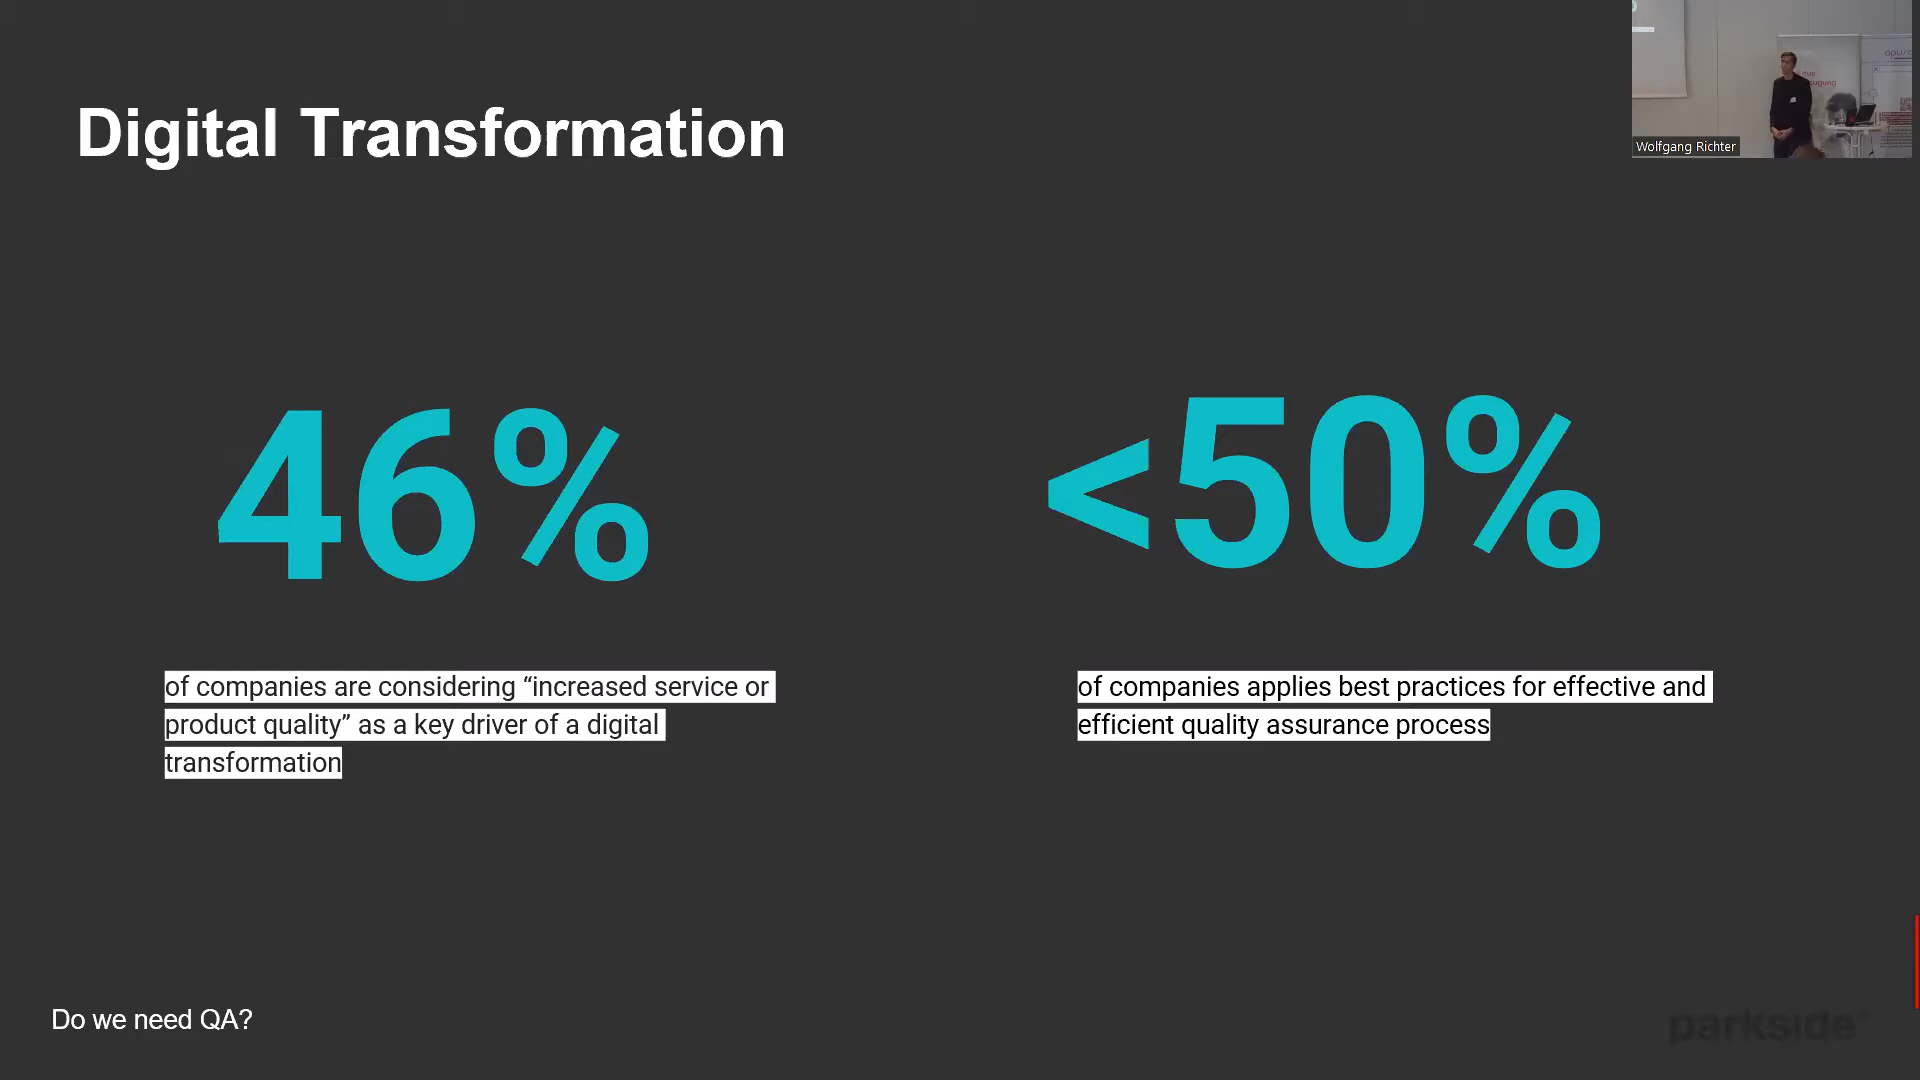 Digital Transformation
Wolfgang Richter
46%
<50%
of companies are considering “increased service or
product quality” as a key driver of a digital
transformation
of companies applies best practices for effective and
efficient quality assurance process
Do we need QA?
parkside